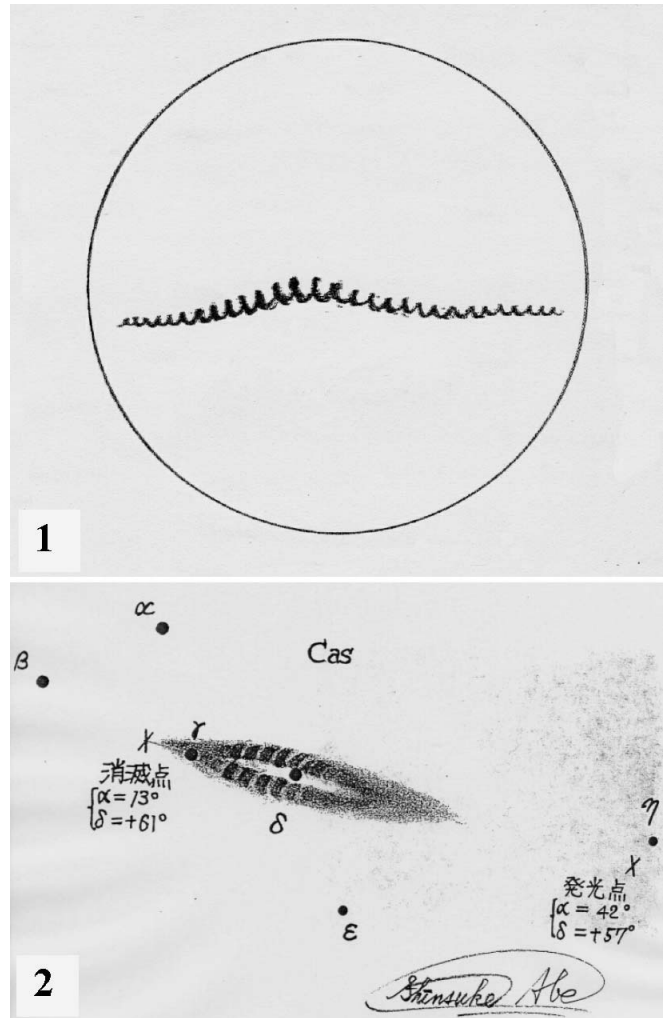 1
α
β
Cas
γ
消滅点
α=13°
δ=+61°
δ
η
発光点
α=42°
δ=+57°
ε
2
Shinsuke Abe